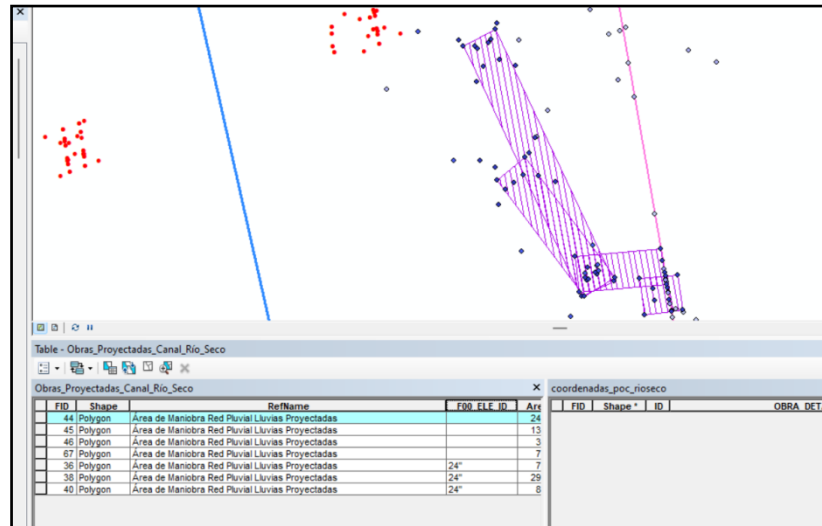 Table - Obras_Proyectadas_Canal_Río_Seco
Obras_Proyectadas_Canal_Río_Seco
coordenadas_poc_rioseco
FID Shape RefName F00_ELE_ID Are
44 Polygon Área de Maniobra Red Pluvial Lluvias Proyectadas 24
45 Polygon Área de Maniobra Red Pluvial Lluvias Proyectadas 13
46 Polygon Área de Maniobra Red Pluvial Lluvias Proyectadas 3
67 Polygon Área de Maniobra Red Pluvial Lluvias Proyectadas 7
36 Polygon Área de Maniobra Red Pluvial Lluvias Proyectadas 24" 7
38 Polygon Área de Maniobra Red Pluvial Lluvias Proyectadas 24" 29
40 Polygon Área de Maniobra Red Pluvial Lluvias Proyectadas 24" 8
FID Shape * ID OBRA_DET